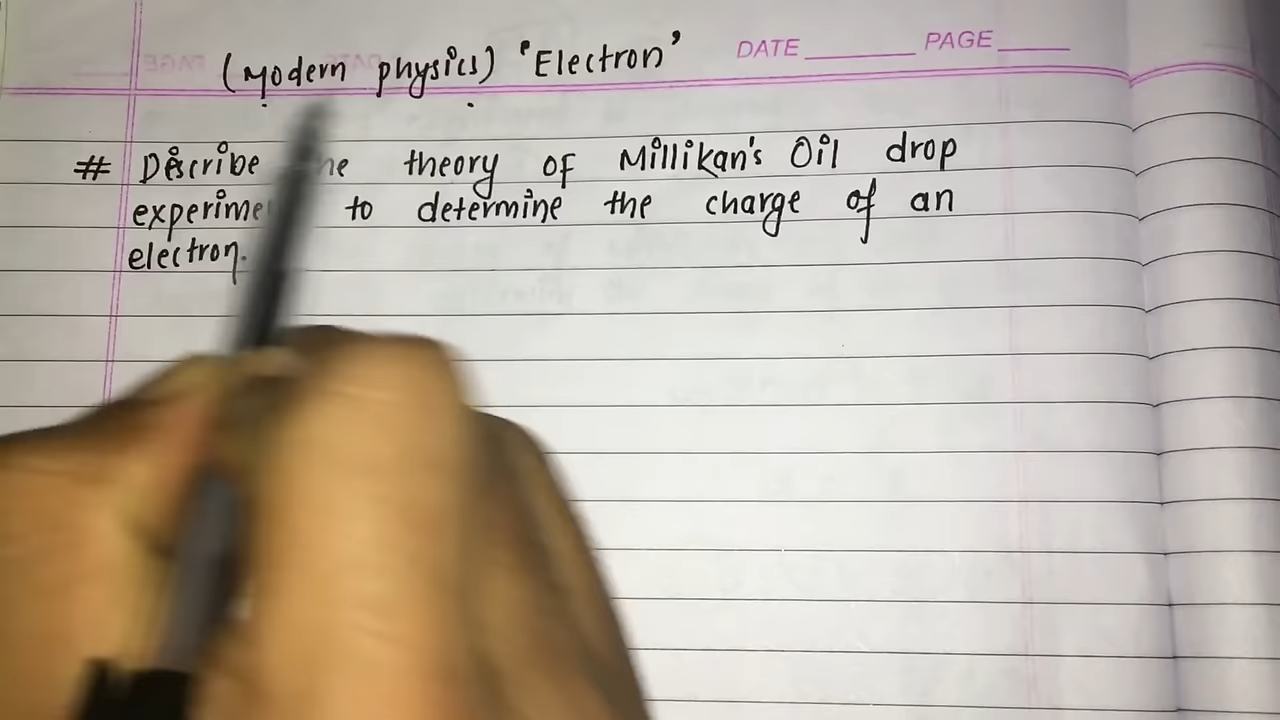 (Modern physics) 'Electron' DATE PAGE
# Describe theory of Millikan's Oil drop
to determine the charge of an
electron.